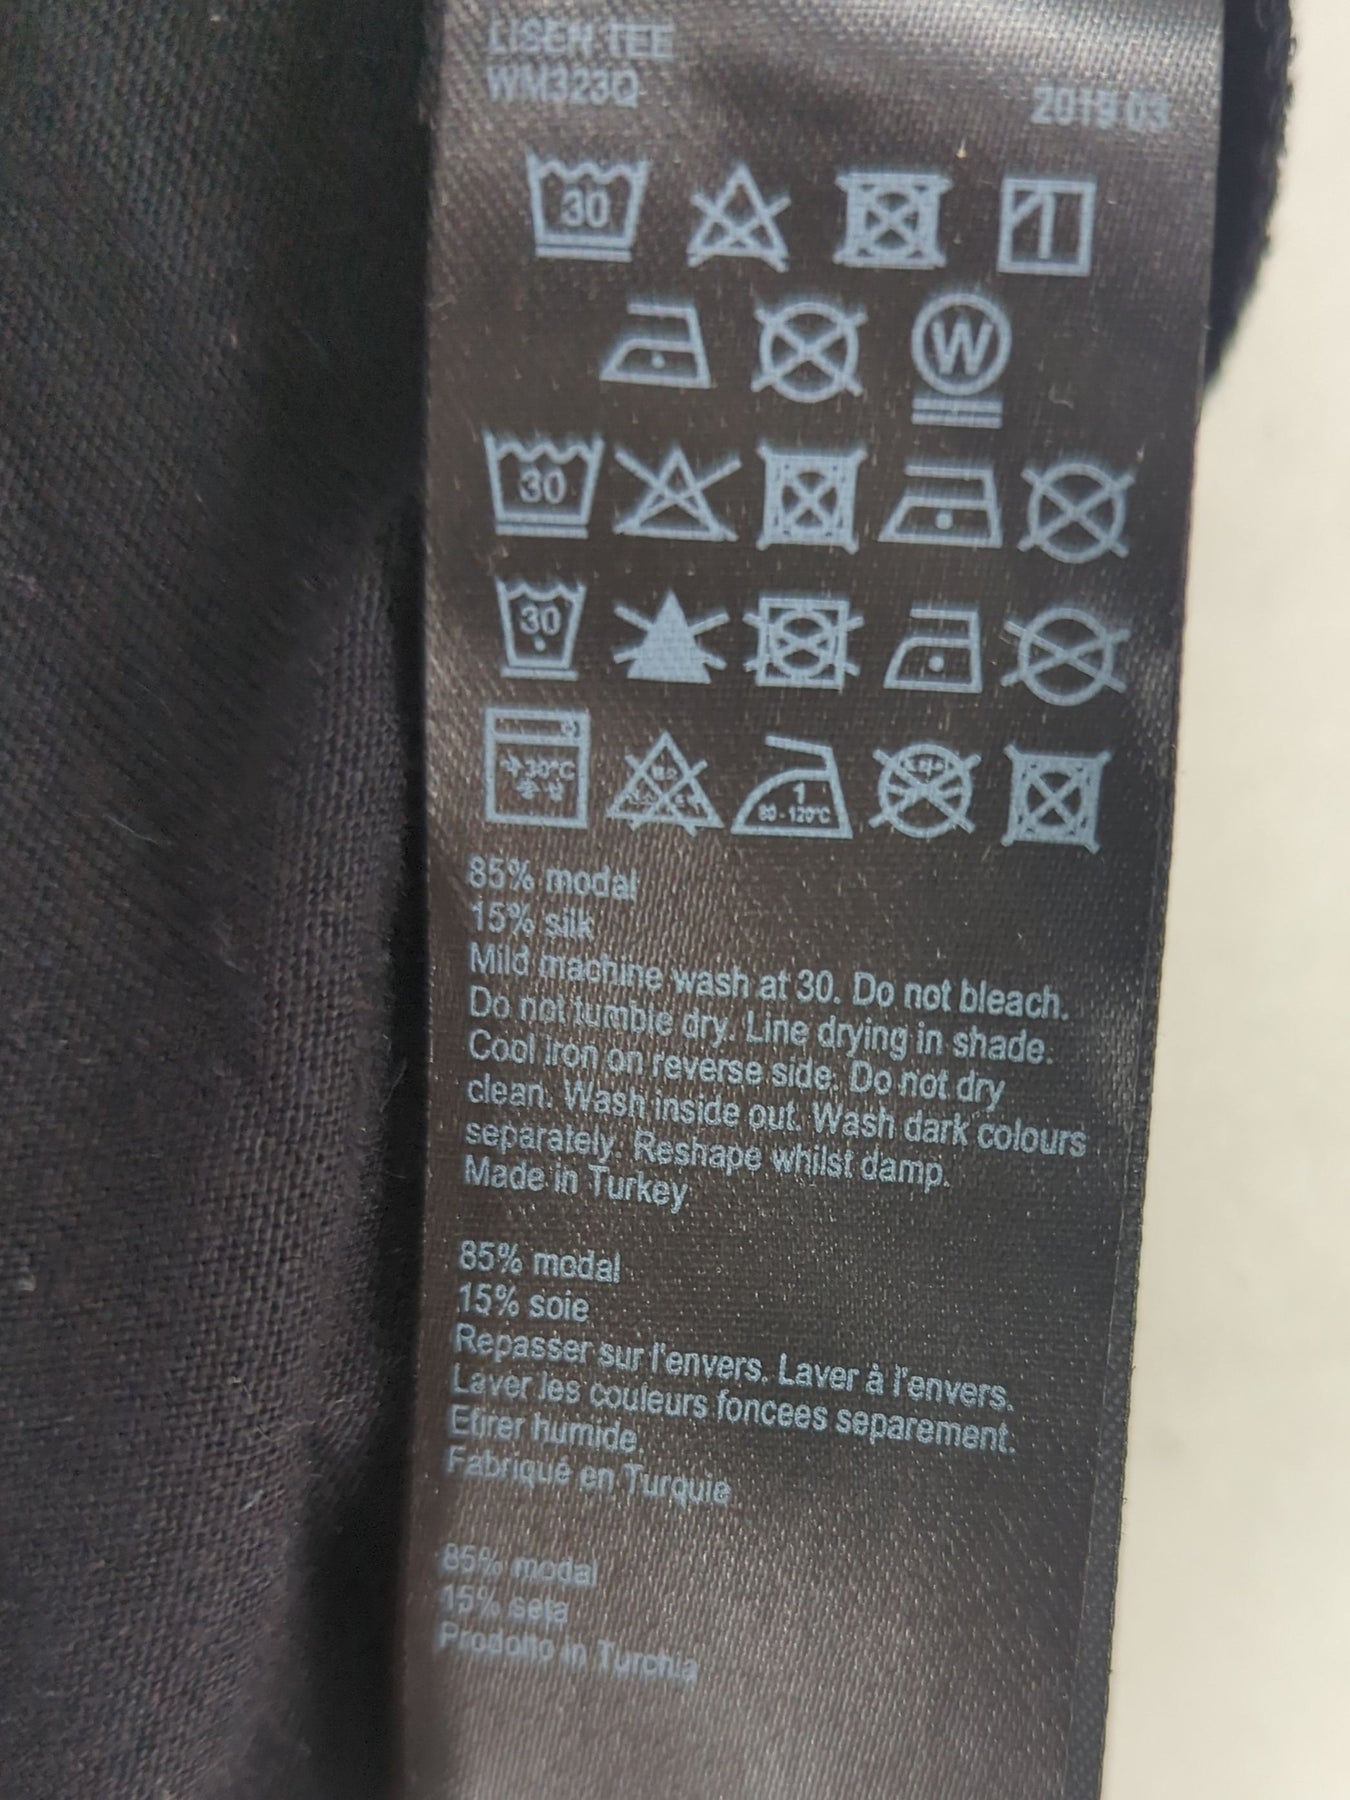 LISEN TEE
WM323Q
2019 03
30
W
30
30
30°C
1
80 - 120°C
85% modal
15% silk
Mild machine wash at 30. Do not bleach.
Do not tumble dry. Line drying in shade.
Cool iron on reverse side. Do not dry
clean. Wash inside out. Wash dark colours
separately. Reshape whilst damp.
Made in Turkey
85% modal
15% soie
Repasser sur l'envers. Laver à l'envers.
Laver les couleurs foncees separement.
Etirer humide.
Fabriqué en Turquie
85% modal
15% seta
Prodotto in Turchia